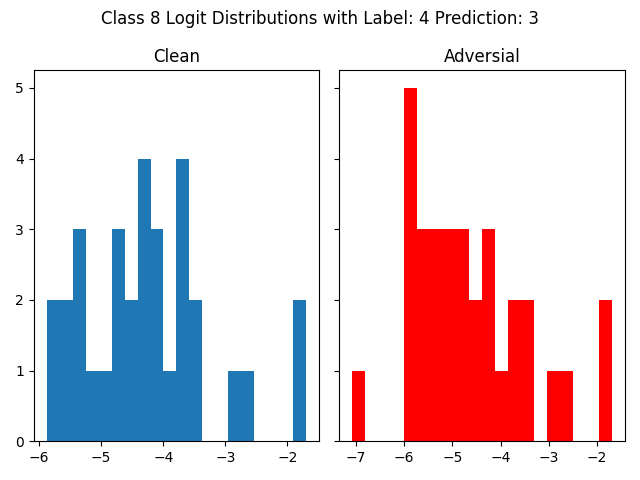 Class 8 Logit Distributions with Label: 4 Prediction: 3
Clean
Adversial
5
4
3
2
1
0
−6 −5 −4 −3 −2
−7 −6 −5 −4 −3 −2